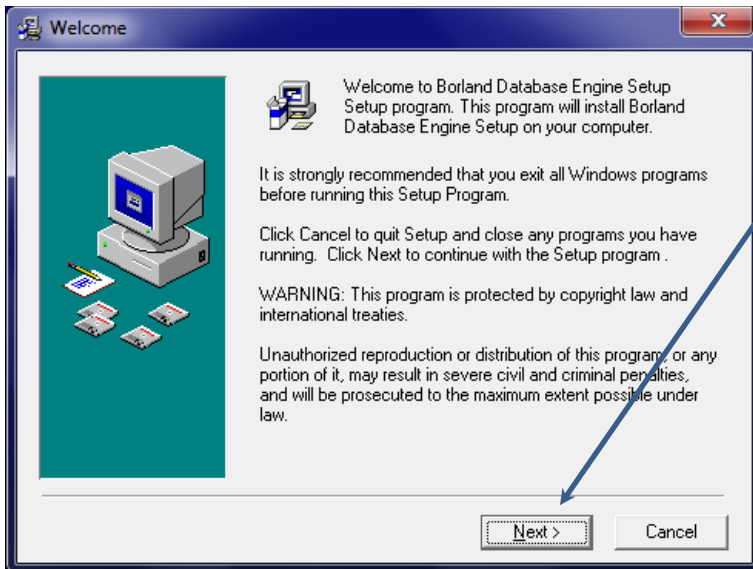 Welcome
Welcome to Borland Database Engine Setup
Setup program. This program will install Borland
Database Engine Setup on your computer.
It is strongly recommended that you exit all Windows programs
before running this Setup Program.
Click Cancel to quit Setup and close any programs you have
running.  Click Next to continue with the Setup program .
WARNING: This program is protected by copyright law and
international treaties.
Unauthorized reproduction or distribution of this program, or any
portion of it, may result in severe civil and criminal penalties,
and will be prosecuted to the maximum extent possible under
law.
Next >
Cancel